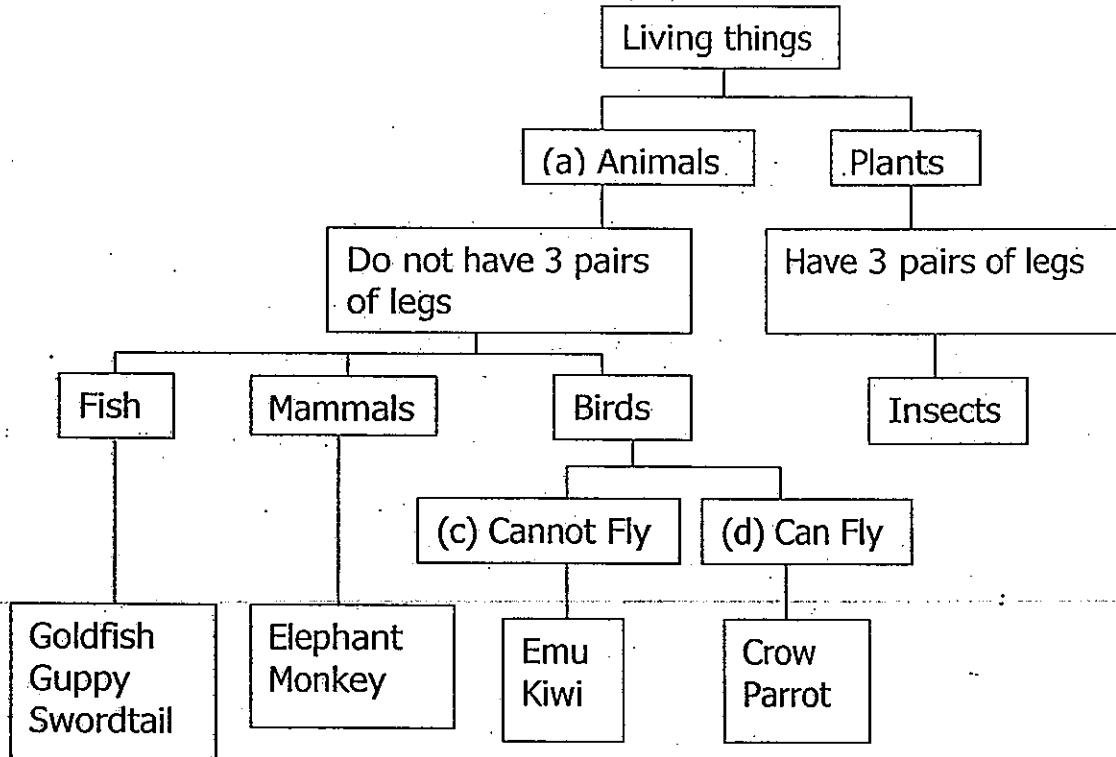 Living things
(a) Animals
Plants
Do not have 3 pairs
of legs
Have 3 pairs of legs
Fish
Mammals
Birds
Insects
(c) Cannot Fly
(d) Can Fly
Goldfish
Guppy
Swordtail
Elephant
Monkey
Emu
Kiwi
Crow
Parrot